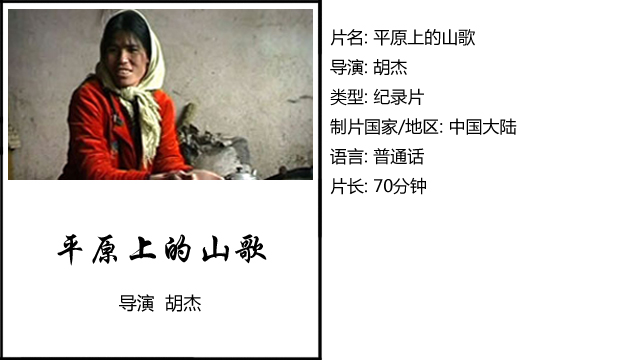 平原上的山歌
导演 胡杰
片名: 平原上的山歌
导演: 胡杰
类型: 纪录片
制片国家/地区: 中国大陆
语言: 普通话
片长: 70分钟